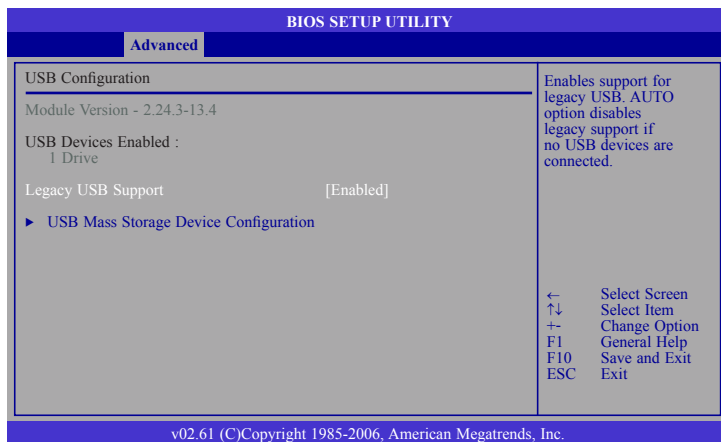 BIOS SETUP UTILITY
Advanced
USB Configuration
Module Version - 2.24.3-13.4
USB Devices Enabled :
1 Drive
Legacy USB Support [Enabled]
► USB Mass Storage Device Configuration
Enables support for
legacy USB. AUTO
option disables
legacy support if
no USB devices are
connected.
← Select Screen
↑↓ Select Item
+- Change Option
F1 General Help
F10 Save and Exit
ESC Exit
v02.61 (C)Copyright 1985-2006, American Megatrends, Inc.